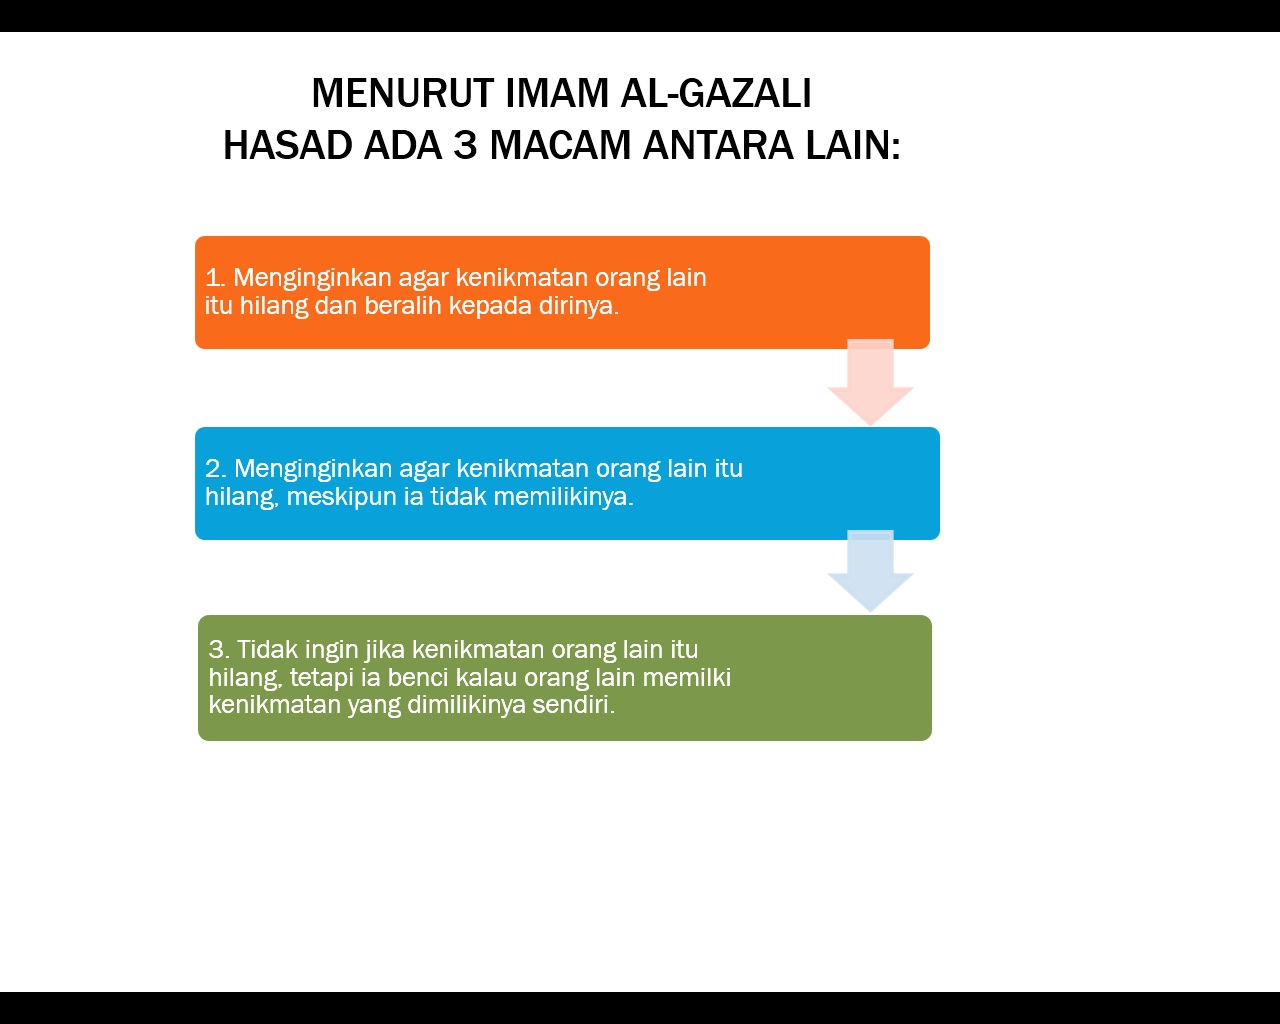 MENURUT IMAM AL-GAZALI
HASAD ADA 3 MACAM ANTARA LAIN:
1. Menginginkan agar kenikmatan orang lain
itu hilang dan beralih kepada dirinya.
2. Menginginkan agar kenikmatan orang lain itu
hilang, meskipun ia tidak memilikinya.
3. Tidak ingin jika kenikmatan orang lain itu
hilang, tetapi ia benci kalau orang lain memilki
kenikmatan yang dimilikinya sendiri.